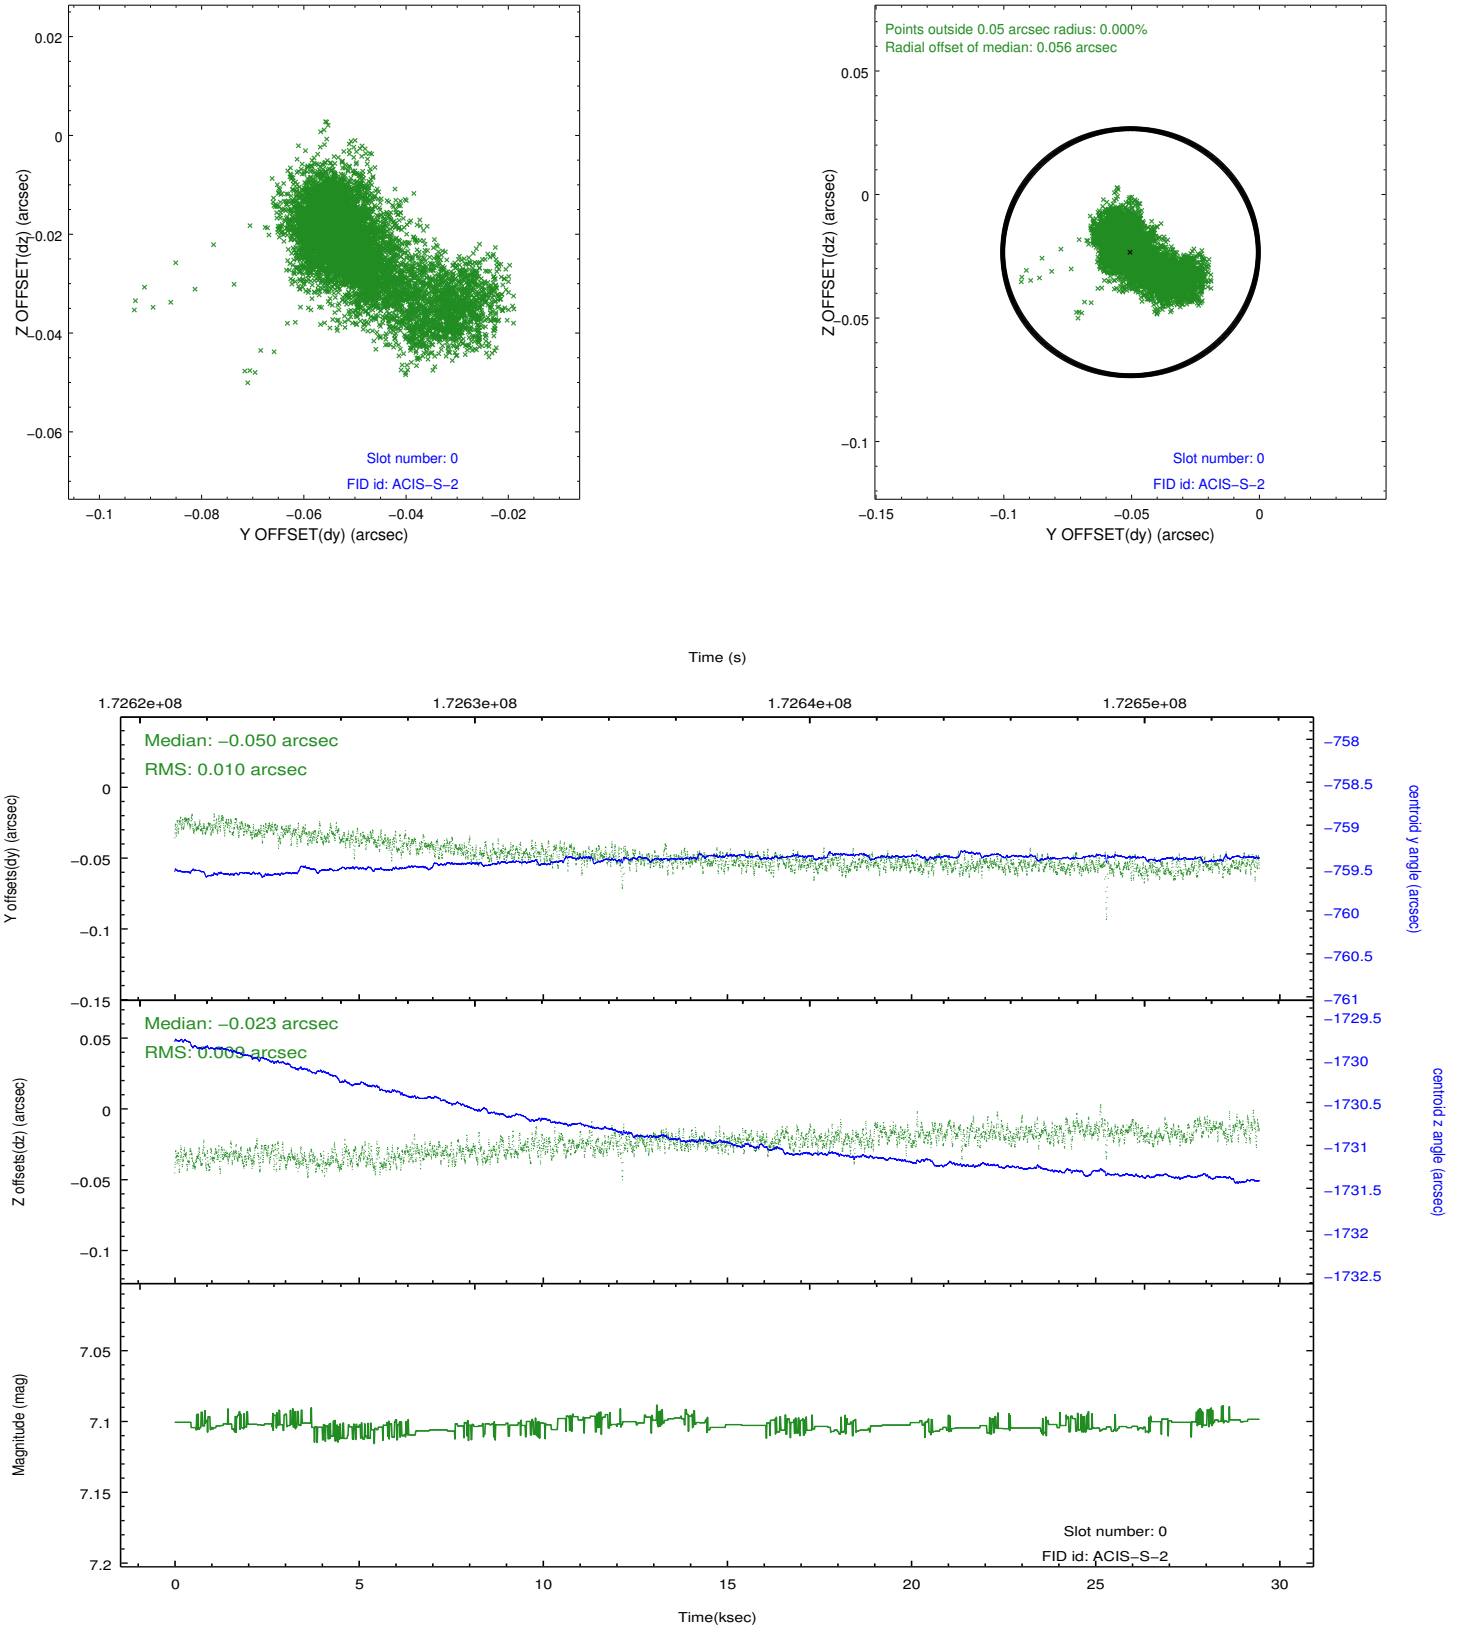 0.02
0
−0.02
−0.04
−0.06
Z OFFSET(dz) (arcsec)
Slot number: 0
FID id: ACIS−S−2
−0.1
−0.08
−0.06
−0.04
−0.02
Y OFFSET(dy) (arcsec)
Points outside 0.05 arcsec radius: 0.000%
Radial offset of median: 0.056 arcsec
0.05
0
−0.05
−0.1
Z OFFSET(dz) (arcsec)
Slot number: 0
FID id: ACIS−S−2
−0.15
−0.1
−0.05
0
Y OFFSET(dy) (arcsec)
Time (s)
1.7262e+08
1.7263e+08
1.7264e+08
1.7265e+08
Median: −0.050 arcsec
RMS: 0.010 arcsec
0
−0.05
−0.1
−0.15
Y offsets(dy) (arcsec)
−758
−758.5
−759
−759.5
−760
−760.5
−761
centroid y angle (arcsec)
Median: −0.023 arcsec
RMS: 0.009 arcsec
0.05
0
−0.05
−0.1
Z offsets(dz) (arcsec)
−1729.5
−1730
−1730.5
−1731
−1731.5
−1732
−1732.5
centroid z angle (arcsec)
7.05
7.1
7.15
7.2
Magnitude (mag)
Slot number: 0
FID id: ACIS−S−2
0
5
10
15
20
25
30
Time(ksec)